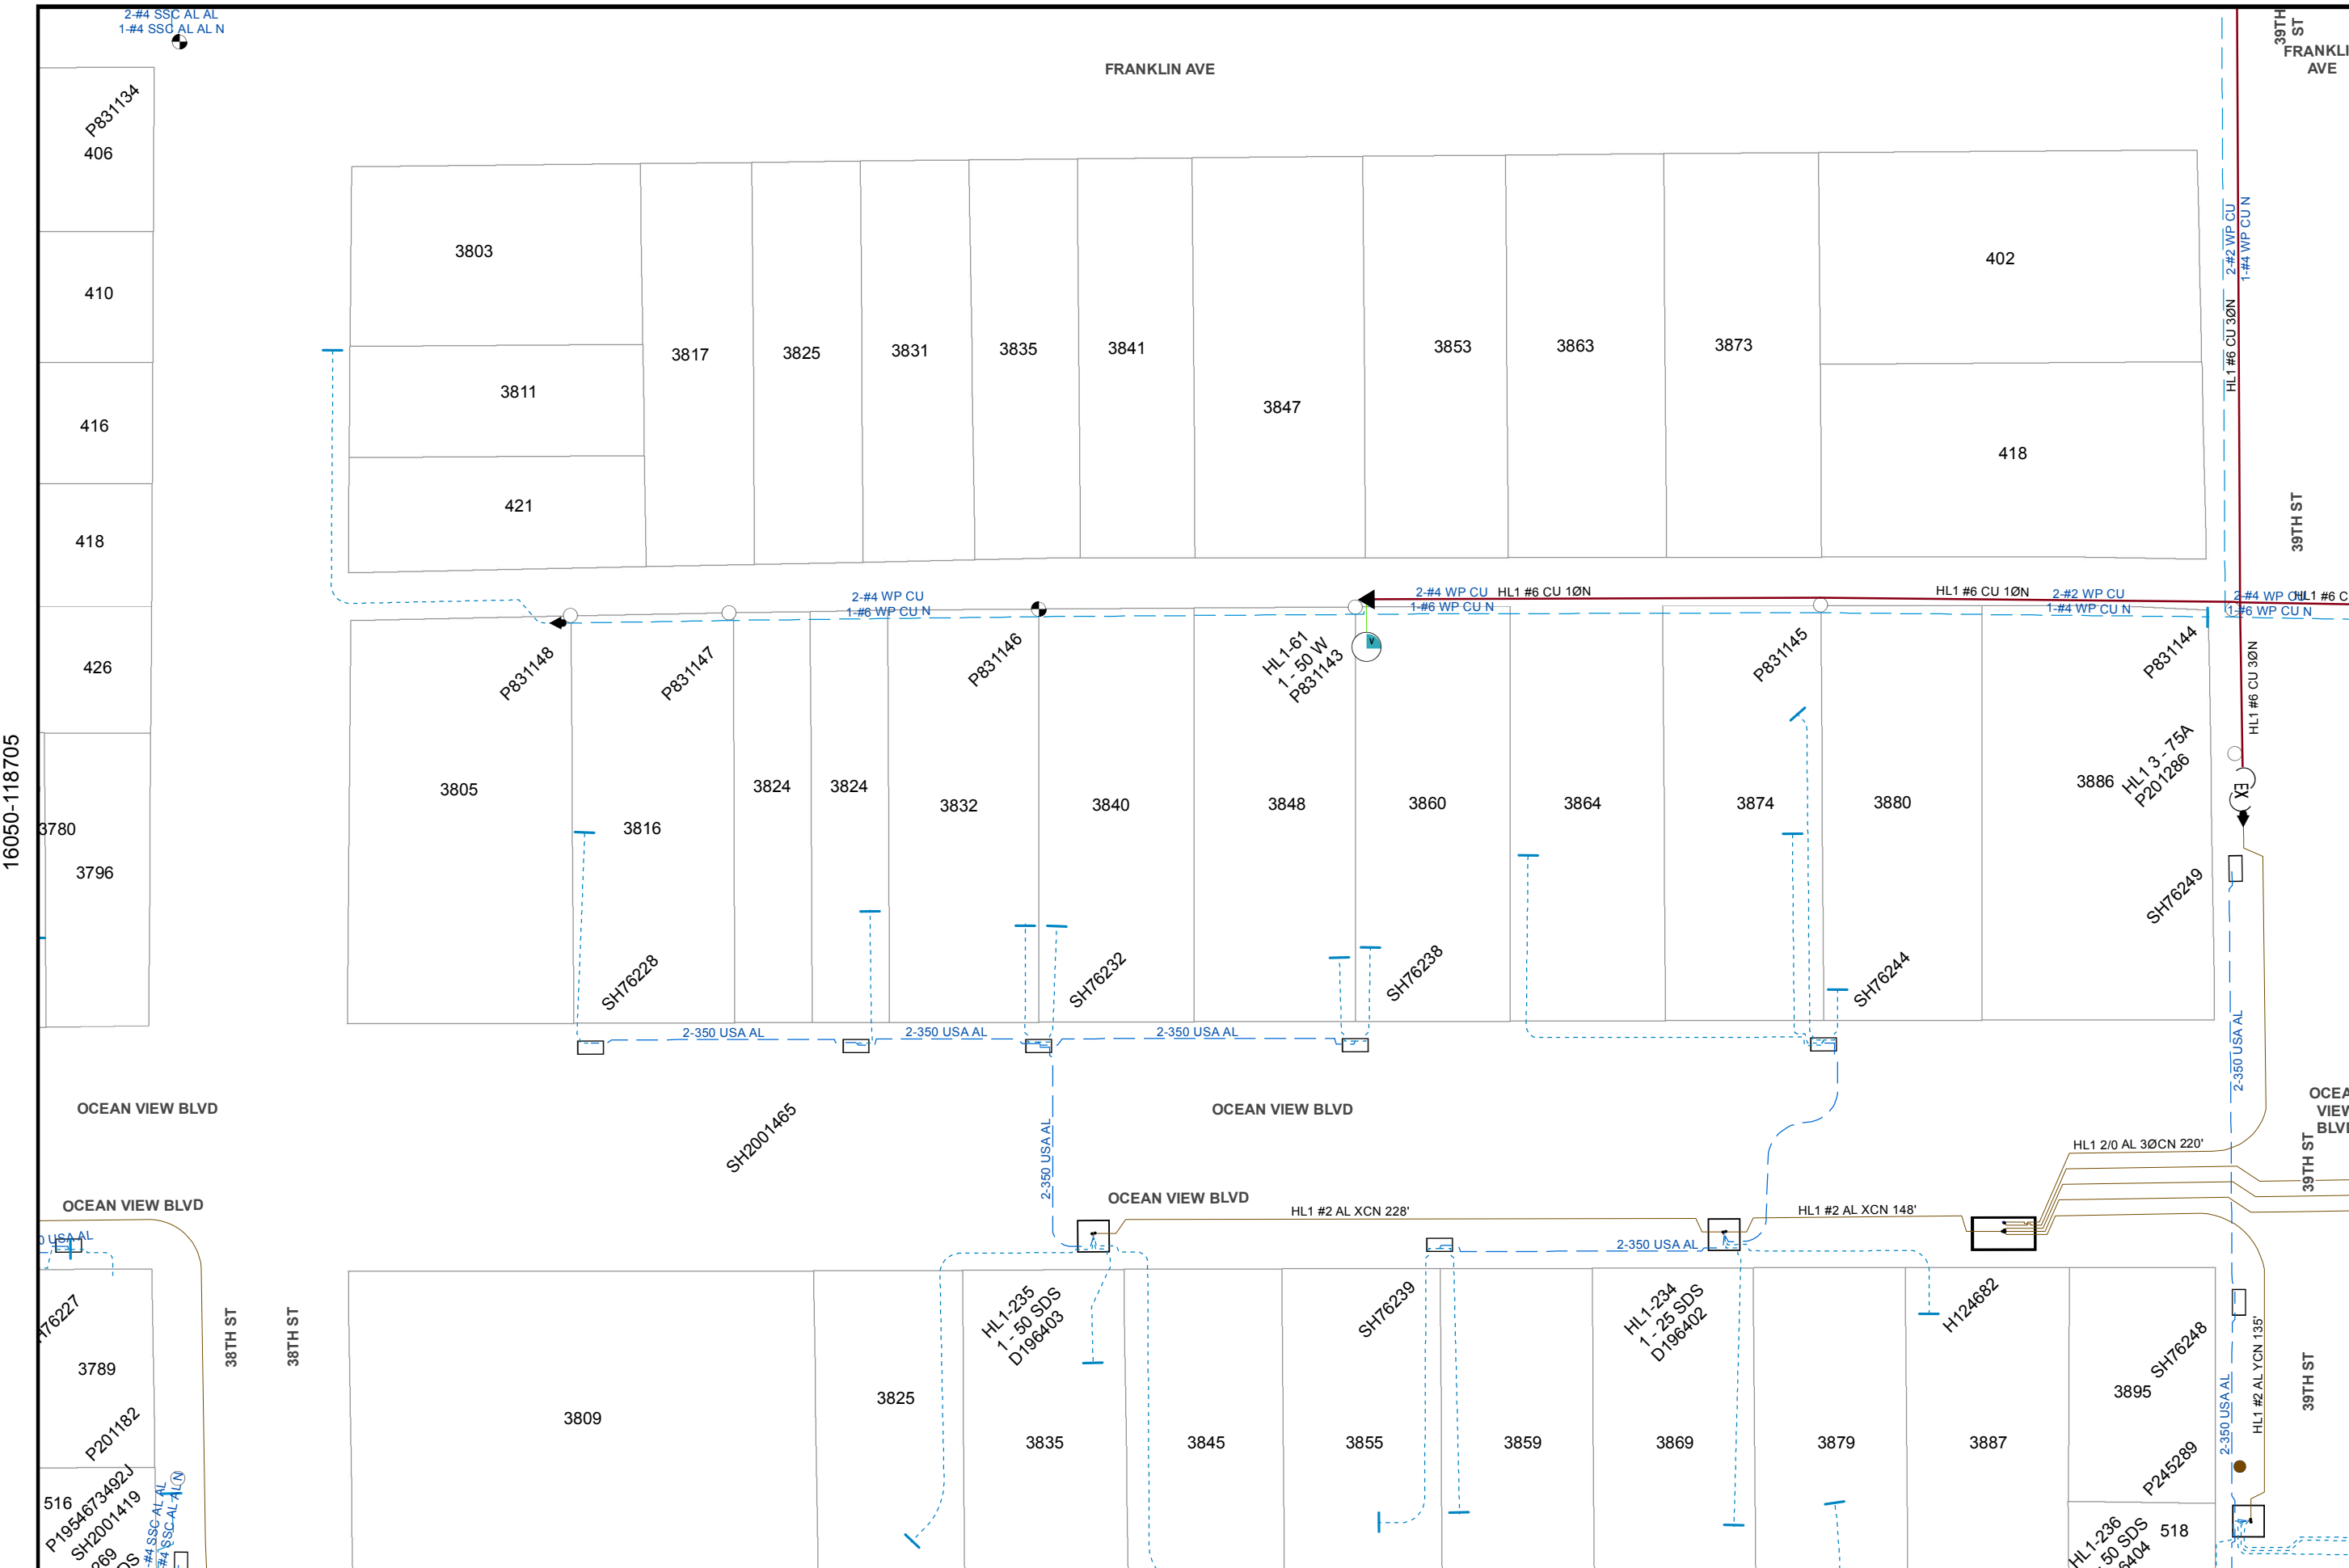 2-#4 SSC AL AL
1-#4 SSC AL AL N
FRANKLIN AVE
39TH
ST
AVE
P831134
406
410
416
418
426
3780
3796
16050-118705
3803
3811
421
3817
3825
3831
3835
3841
3847
3853
3863
3873
402
418
2-#2 WP CU
1-#4 WP CU N
HL1 #6 CU 3ØN
39TH ST
2-#4 WP CU
1-#6 WP CU N
2-#4 WP CU
1-#6 WP CU N
HL1 #6 CU 1ØN
HL1 #6 CU 1ØN
2-#2 WP CU
1-#4 WP CU N
2-#4 WP CU
1-#6 WP CU N
HL1 #6 CU 3ØN
P831148
P831147
P831146
HL1-61
1 - 50 W
P831143
V
P831145
P831144
HL1 3 - 75A
P201286
EX
3805
3816
3824
3824
3832
3840
3848
3860
3864
3874
3880
3886
SH76228
SH76232
SH76238
SH76244
SH76249
2-350 USA AL
2-350 USA AL
2-350 USA AL
2-350 USA AL
2-350 USA AL
OCEAN VIEW BLVD
OCEAN VIEW BLVD
SH2001465
HL1 2/0 AL 3ØCN 220'
39TH ST
OCEAN VIEW BLVD
OCEAN VIEW BLVD
HL1 #2 AL XCN 228'
HL1 #2 AL XCN 148'
2-350 USA AL
38TH ST
38TH ST
3789
P201182
516
P1954673492J
SH2001419
HL1-235
1 - 50 SDS
D196403
SH76239
HL1-234
1 - 25 SDS
D196402
H124682
SH76248
HL1 #2 AL YCN 135'
2-350 USA AL
39TH ST
3809
3825
3835
3845
3855
3859
3869
3879
3887
3895
P245289
HL1-236
518